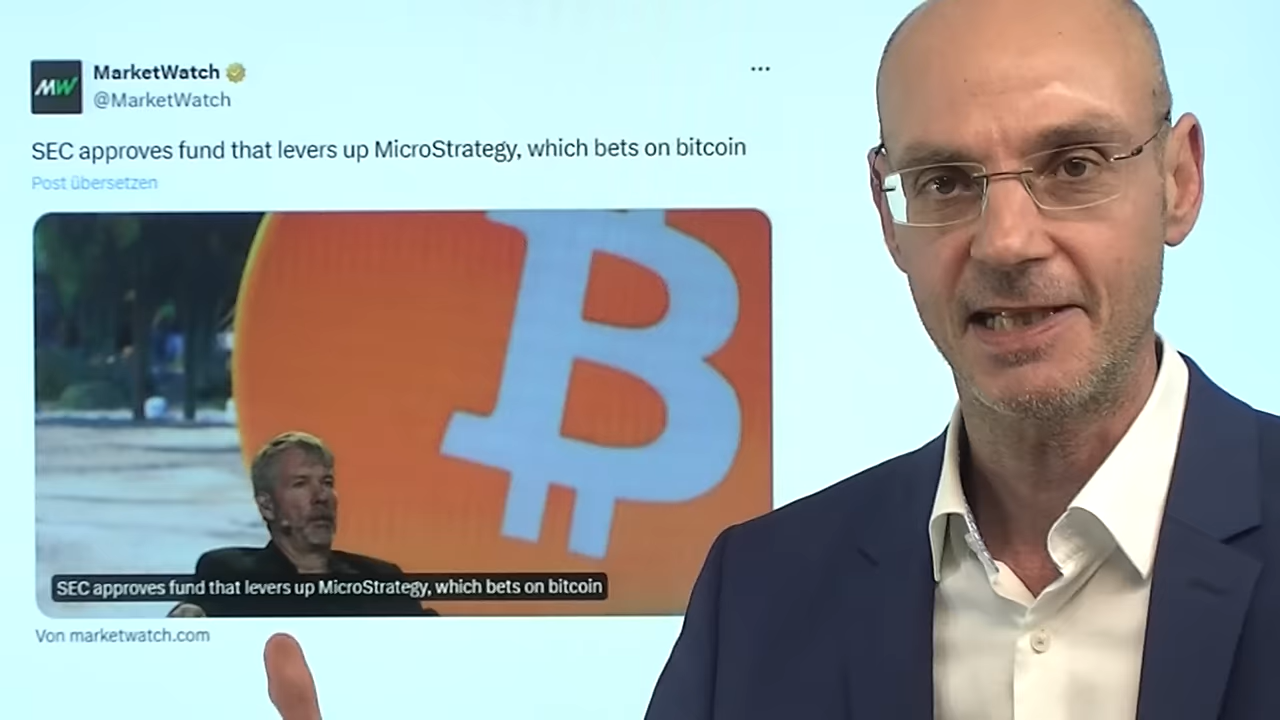 MW
MarketWatch
@MarketWatch
SEC approves fund that levers up MicroStrategy, which bets on bitcoin
Post übersetzen
SEC approves fund that levers up MicroStrategy, which bets on bitcoin
Von marketwatch.com